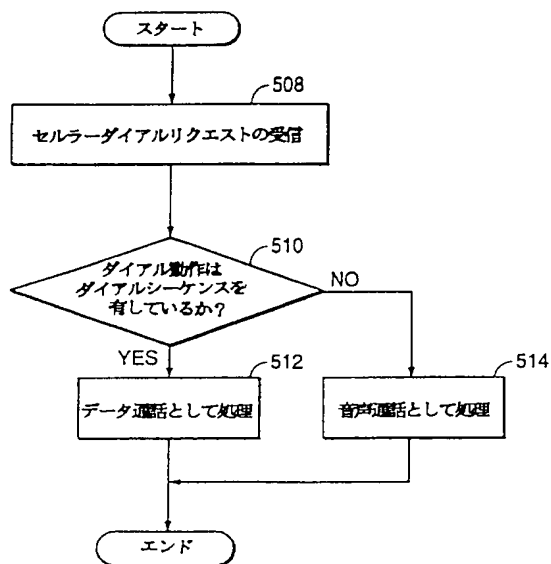 スタート
508
セルラーダイアルリクエストの受信
510
ダイアル動作は
ダイアルシーケンスを
有しているか?
NO
YES
512
データ通話として処理
514
音声通話として処理
エンド